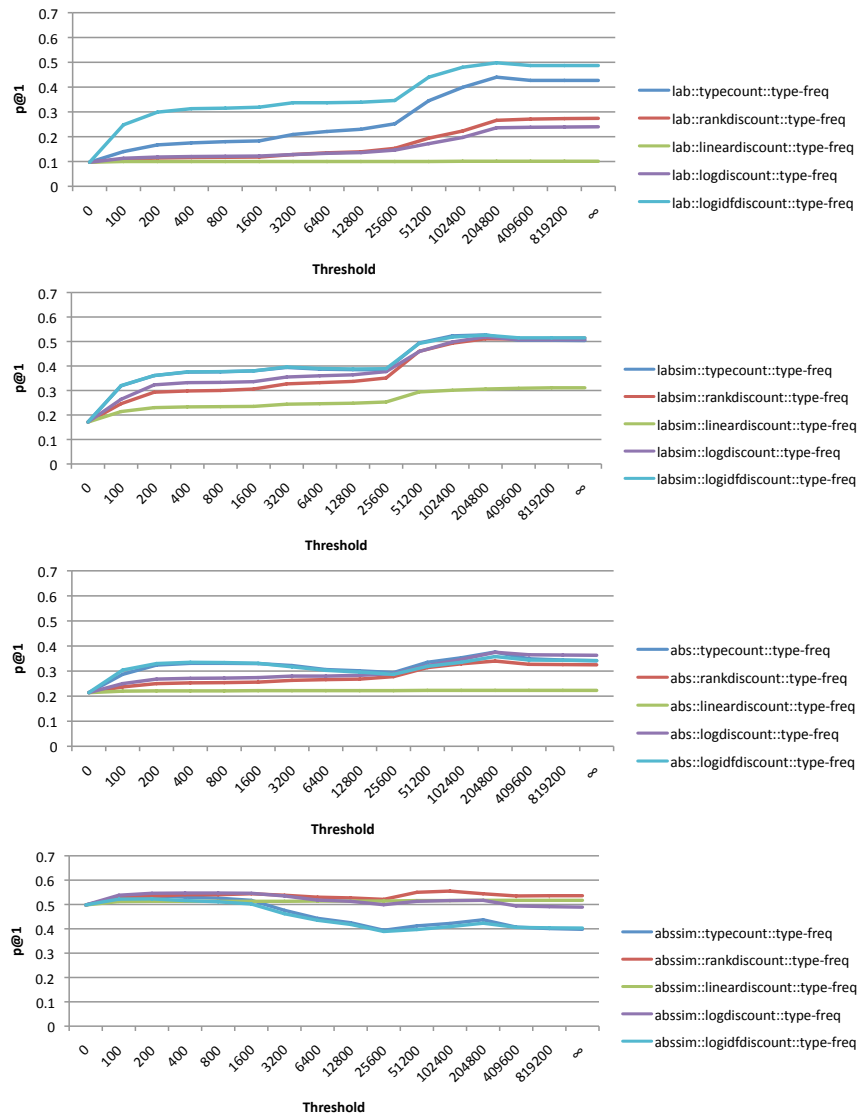 0.7
0.6
0.5
0.4
0.3
0.2
0.1
0
p@1
0 100 200 400 800 1600 3200 6400 12800 25600 51200 102400 204800 409600 819200 ∞
Threshold
lab::typecount::type-freq
lab::rankdiscount::type-freq
lab::lineardiscount::type-freq
lab::logdiscount::type-freq
lab::logidfdiscount::type-freq
0.7
0.6
0.5
0.4
0.3
0.2
0.1
0
p@1
0 100 200 400 800 1600 3200 6400 12800 25600 51200 102400 204800 409600 819200 ∞
Threshold
labsim::typecount::type-freq
labsim::rankdiscount::type-freq
labsim::lineardiscount::type-freq
labsim::logdiscount::type-freq
labsim::logidfdiscount::type-freq
0.7
0.6
0.5
0.4
0.3
0.2
0.1
0
p@1
0 100 200 400 800 1600 3200 6400 12800 25600 51200 102400 204800 409600 819200 ∞
Threshold
abs::typecount::type-freq
abs::rankdiscount::type-freq
abs::lineardiscount::type-freq
abs::logdiscount::type-freq
abs::logidfdiscount::type-freq
0.7
0.6
0.5
0.4
0.3
0.2
0.1
0
p@1
0 100 200 400 800 1600 3200 6400 12800 25600 51200 102400 204800 409600 819200 ∞
Threshold
abssim::typecount::type-freq
abssim::rankdiscount::type-freq
abssim::lineardiscount::type-freq
abssim::logdiscount::type-freq
abssim::logidfdiscount::type-freq